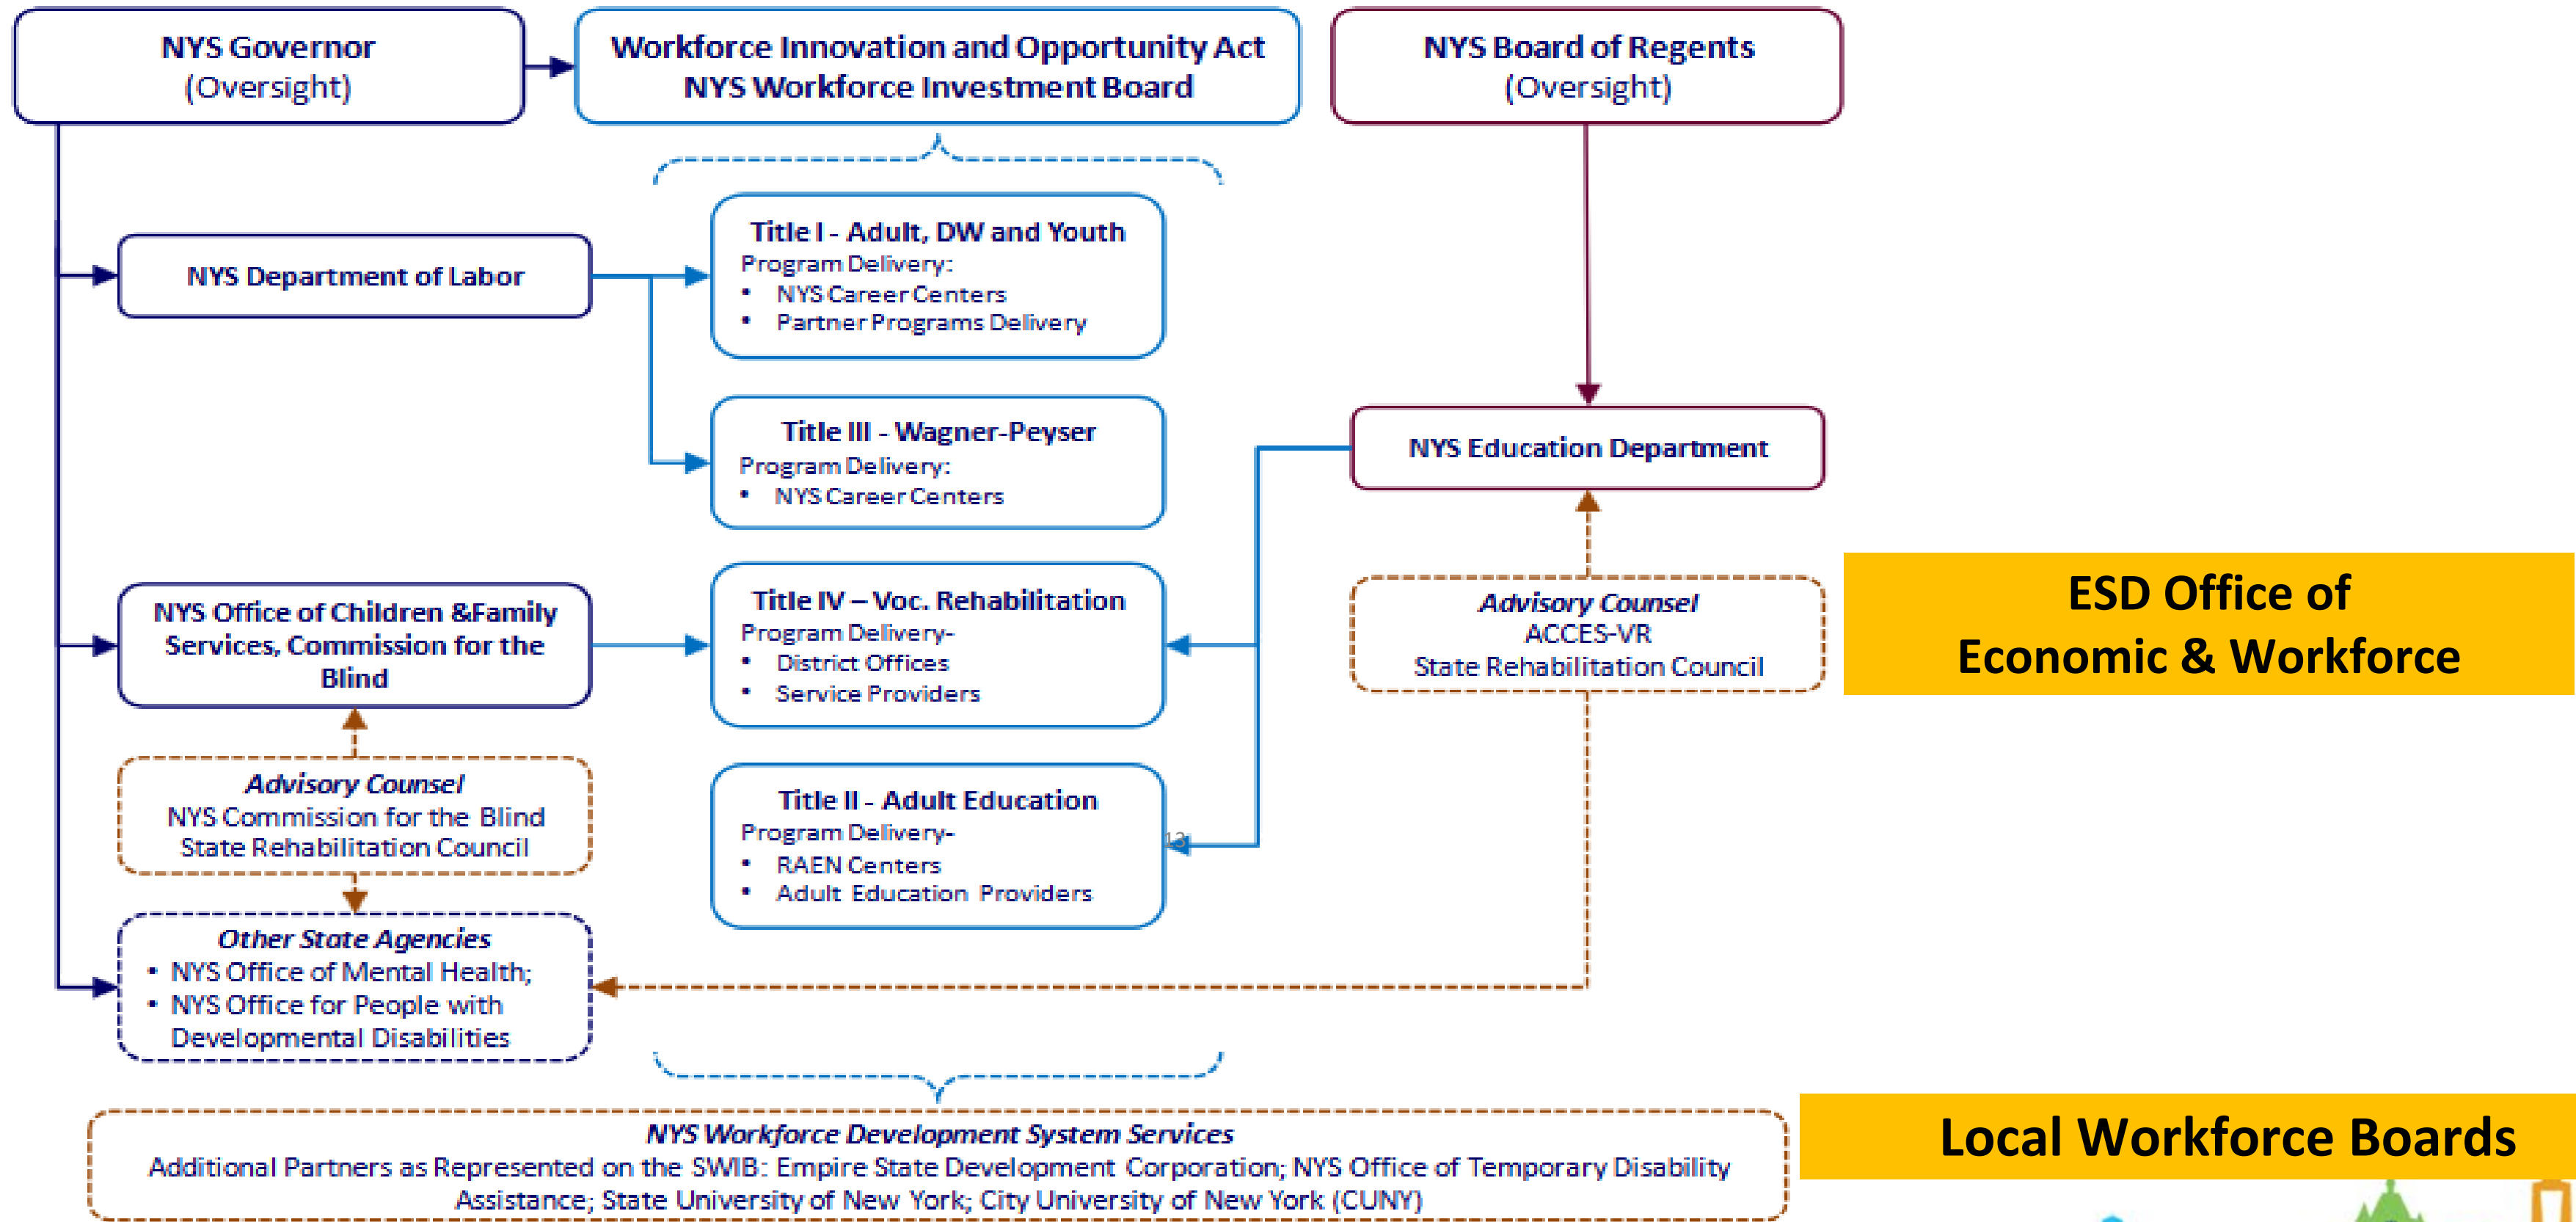 NYS Governor
(Oversight)
Workforce Innovation and Opportunity Act
NYS Workforce Investment Board
NYS Board of Regents
(Oversight)
NYS Department of Labor
Title I - Adult, DW and Youth
Program Delivery:
• NYS Career Centers
• Partner Programs Delivery
Title III - Wagner-Peyser
Program Delivery:
• NYS Career Centers
NYS Education Department
NYS Office of Children &Family
Services, Commission for the
Blind
Title IV – Voc. Rehabilitation
Program Delivery-
• District Offices
• Service Providers
Advisory Counsel
ACCES-VR
State Rehabilitation Council
ESD Office of
Economic & Workforce
Advisory Counsel
NYS Commission for the Blind
State Rehabilitation Council
Title II - Adult Education
Program Delivery-
• RAEN Centers
• Adult Education Providers
13
Other State Agencies
• NYS Office of Mental Health;
• NYS Office for People with
Developmental Disabilities
NYS Workforce Development System Services
Additional Partners as Represented on the SWIB: Empire State Development Corporation; NYS Office of Temporary Disability
Assistance; State University of New York; City University of New York (CUNY)
Local Workforce Boards